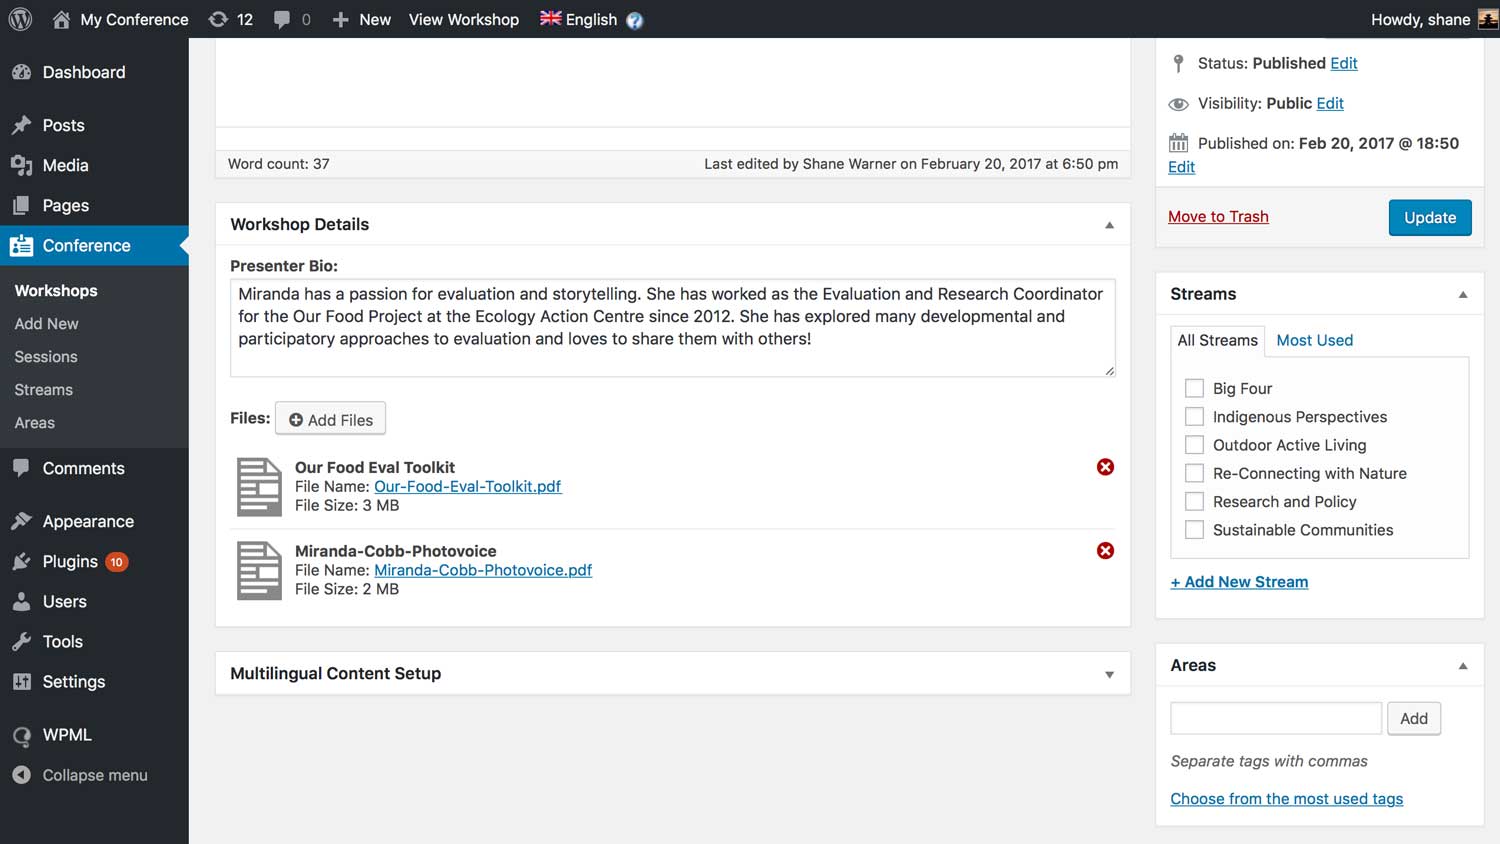 My Conference 12 0 New View Workshop English ? Howdy, shane
Dashboard
Posts
Media
Pages
Conference
Workshops
Add New
Sessions
Streams
Areas
Comments
Appearance
Plugins 10
Users
Tools
Settings
WPML
Collapse menu
Word count: 37 Last edited by Shane Warner on February 20, 2017 at 6:50 pm
Workshop Details
Presenter Bio:
Miranda has a passion for evaluation and storytelling. She has worked as the Evaluation and Research Coordinator
for the Our Food Project at the Ecology Action Centre since 2012. She has explored many developmental and
participatory approaches to evaluation and loves to share them with others!
Files: Add Files
Our Food Eval Toolkit
File Name: Our-Food-Eval-Toolkit.pdf
File Size: 3 MB
Miranda-Cobb-Photovoice
File Name: Miranda-Cobb-Photovoice.pdf
File Size: 2 MB
Multilingual Content Setup
Status: Published Edit
Visibility: Public Edit
Published on: Feb 20, 2017 @ 18:50
Edit
Move to Trash Update
Streams
All Streams Most Used
Big Four
Indigenous Perspectives
Outdoor Active Living
Re-Connecting with Nature
Research and Policy
Sustainable Communities
+ Add New Stream
Areas
Add
Separate tags with commas
Choose from the most used tags